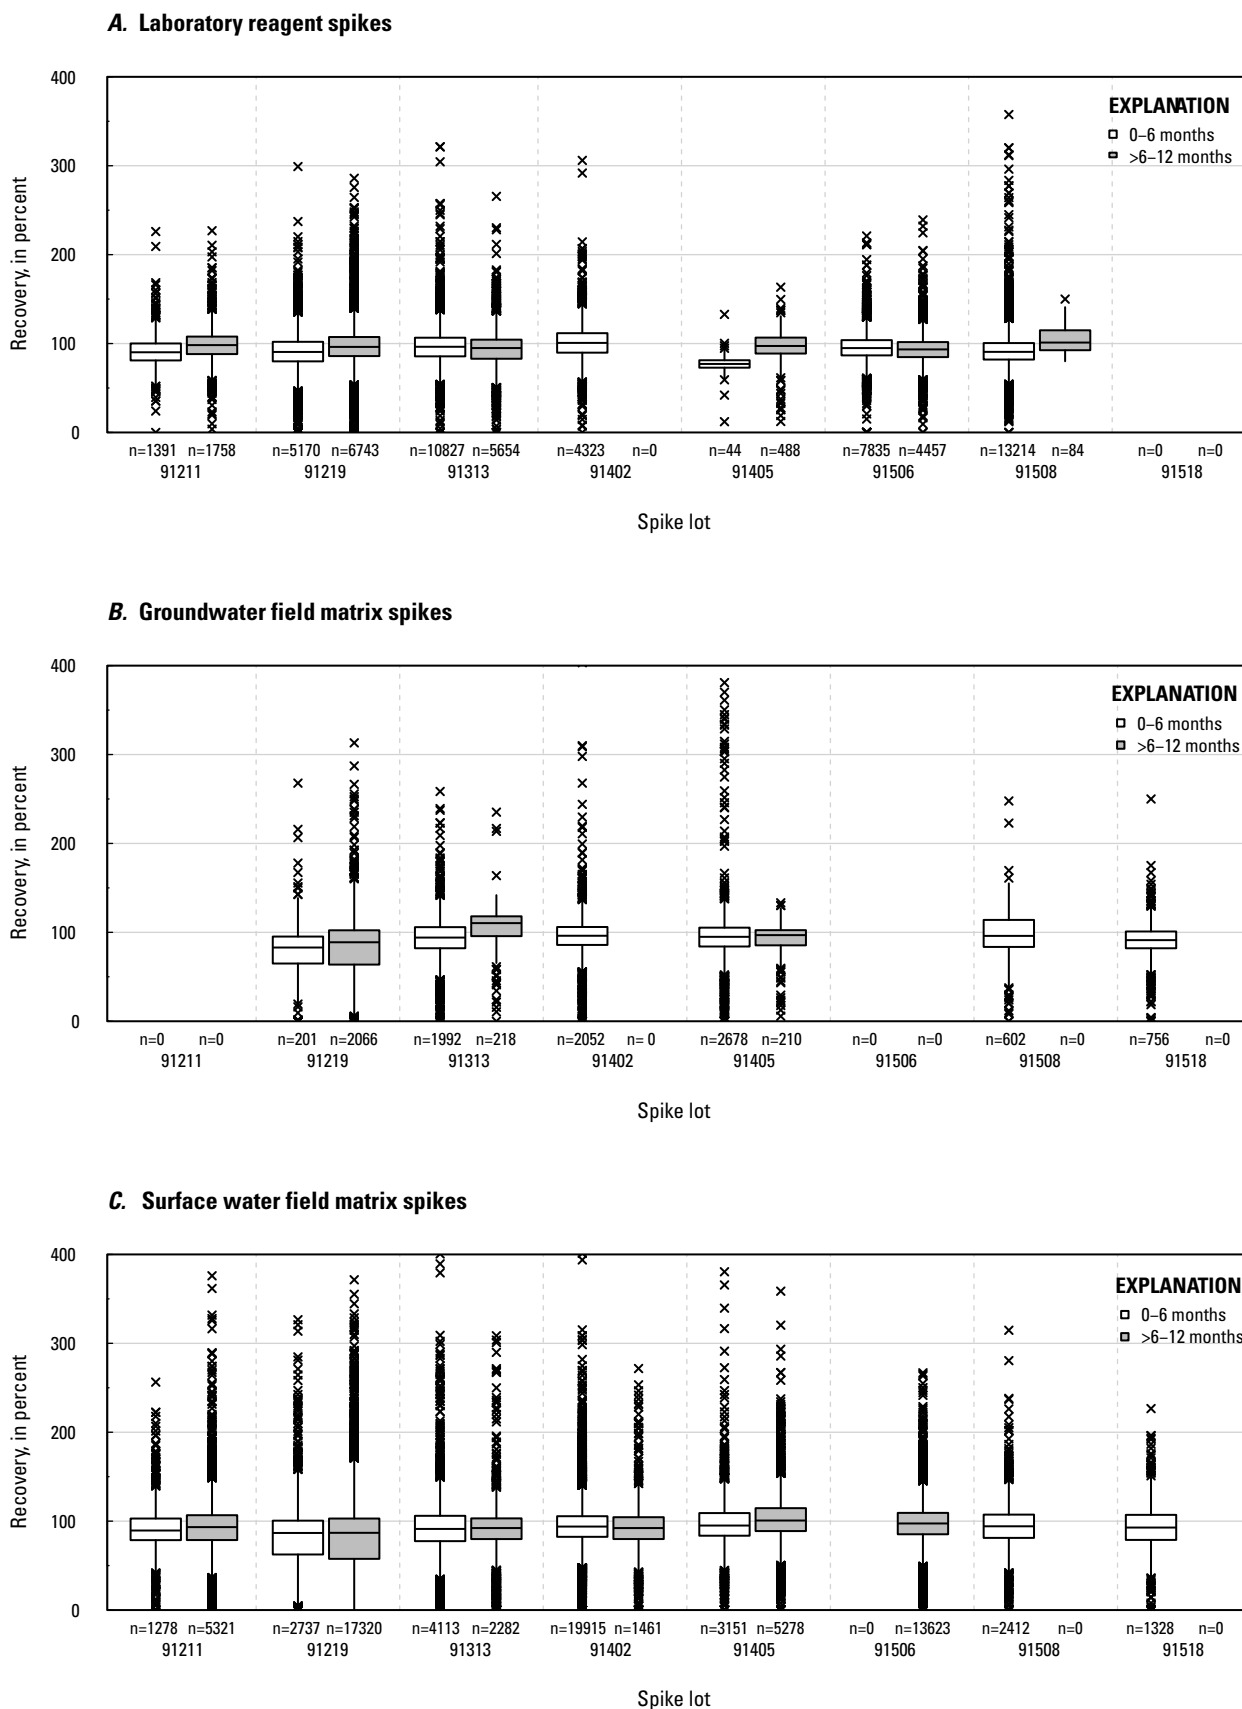 A. Laboratory reagent spikes
400
300
200
100
0
Recovery, in percent
EXPLANATION
0–6 months
>6–12 months
n=1391 n=1758 n=5170 n=6743 n=10827 n=5654 n=4323 n=0 n=44 n=488 n=7835 n=4457 n=13214 n=84 n=0 n=0
91211 91219 91313 91402 91405 91506 91508 91518
Spike lot
B. Groundwater field matrix spikes
400
300
200
100
0
Recovery, in percent
EXPLANATION
0–6 months
>6–12 months
n=0 n=0 n=201 n=2066 n=1992 n=218 n=2052 n= 0 n=2678 n=210 n=0 n=0 n=602 n=0 n=756 n=0
91211 91219 91313 91402 91405 91506 91508 91518
Spike lot
C. Surface water field matrix spikes
400
300
200
100
0
Recovery, in percent
EXPLANATION
0–6 months
>6–12 months
n=1278 n=5321 n=2737 n=17320 n=4113 n=2282 n=19915 n=1461 n=3151 n=5278 n=0 n=13623 n=2412 n=0 n=1328 n=0
91211 91219 91313 91402 91405 91506 91508 91518
Spike lot